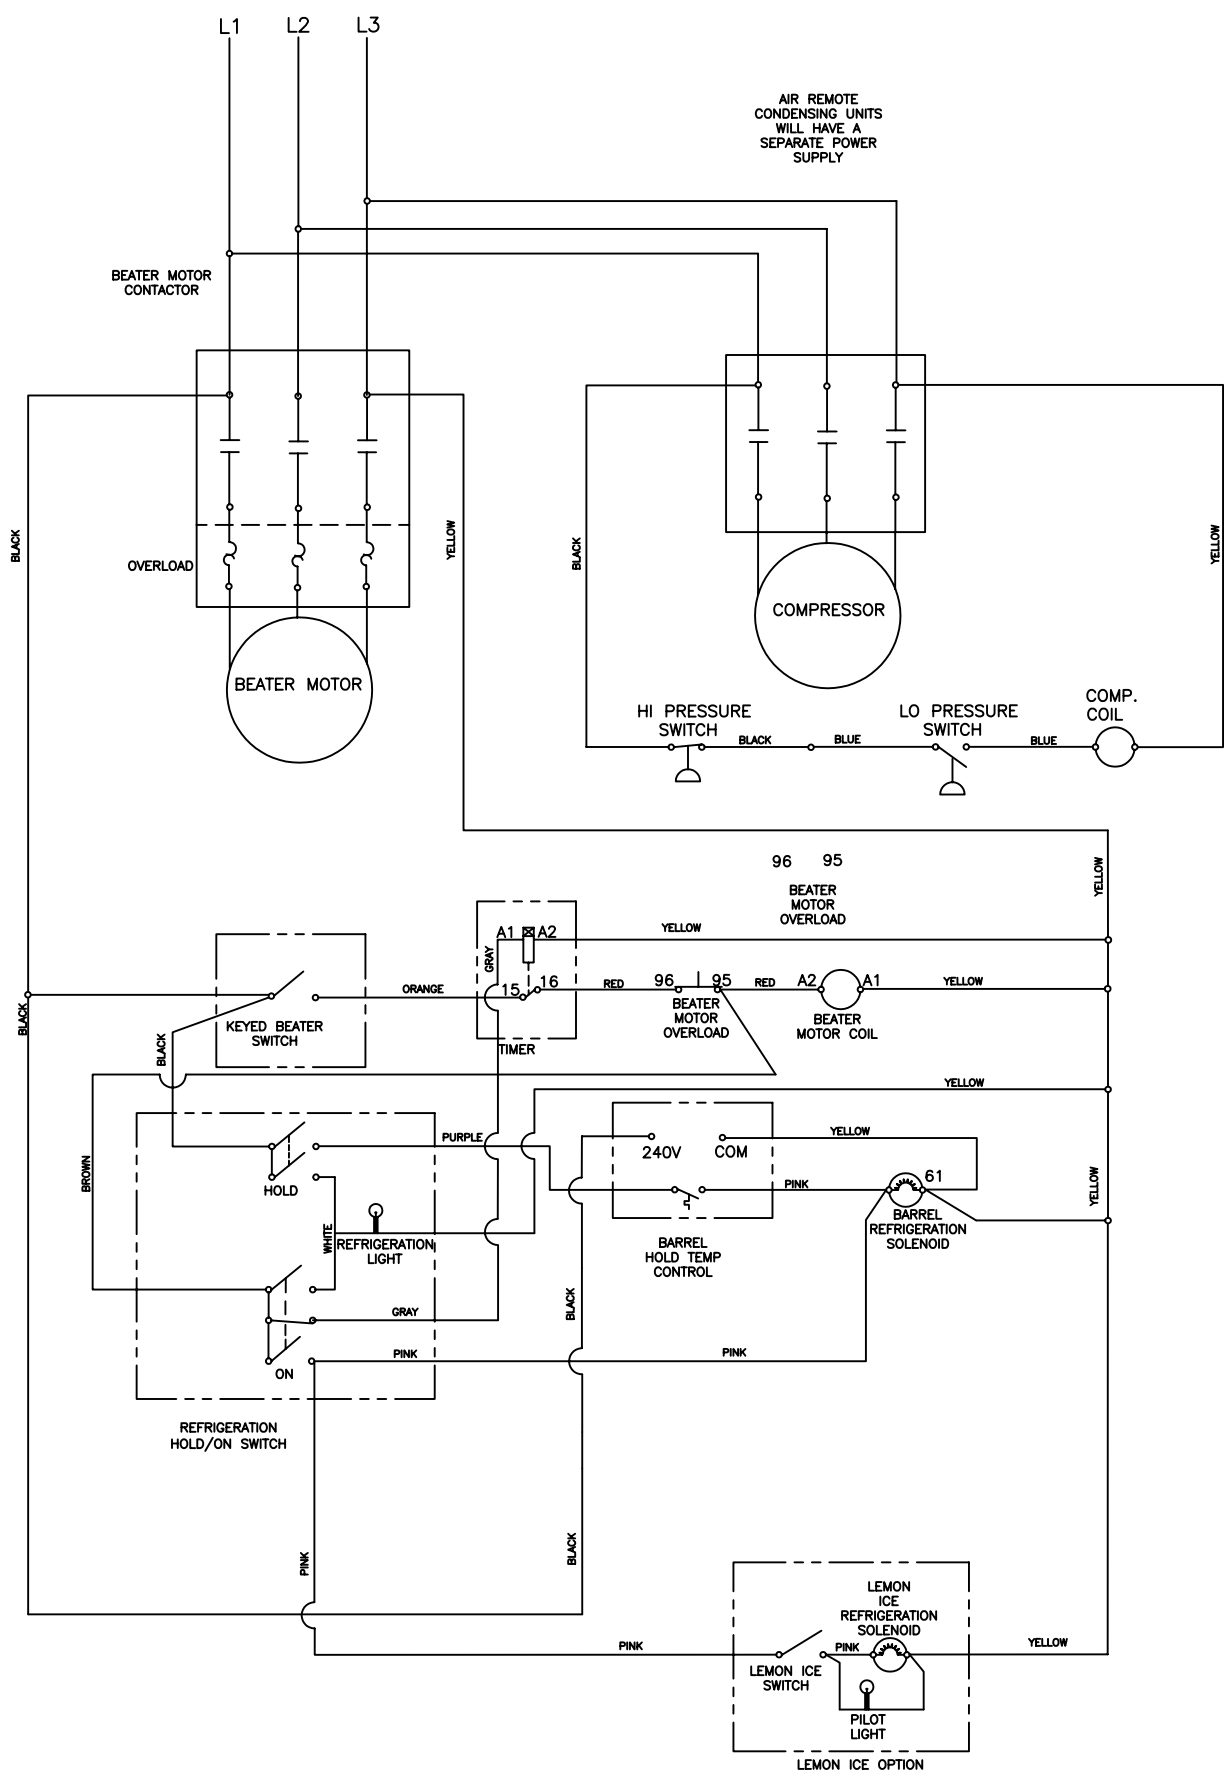 L1
L2
L3
AIR REMOTE
CONDENSING UNITS
WILL HAVE A
SEPARATE POWER
SUPPLY
BEATER MOTOR
CONTACTOR
BLACK
YELLOW
OVERLOAD
BEATER MOTOR
BLACK
YELLOW
COMPRESSOR
HI PRESSURE
SWITCH
BLACK
BLUE
LO PRESSURE
SWITCH
BLUE
COMP.
COIL
96 95
BEATER
MOTOR
OVERLOAD
YELLOW
A1
A2
YELLOW
GRAY
BLACK
KEYED BEATER
SWITCH
ORANGE
15
16
TIMER
RED
96
95
BEATER
MOTOR
OVERLOAD
RED
A2
A1
BEATER
MOTOR COIL
YELLOW
BLACK
YELLOW
BROWN
HOLD
PURPLE
240V
COM
YELLOW
PINK
61
BARREL
REFRIGERATION
SOLENOID
YELLOW
WHITE
REFRIGERATION
LIGHT
BARREL
HOLD TEMP
CONTROL
BLACK
GRAY
PINK
PINK
ON
REFRIGERATION
HOLD/ON SWITCH
PINK
BLACK
LEMON
ICE
REFRIGERATION
SOLENOID
PINK
LEMON ICE
SWITCH
PINK
YELLOW
PILOT
LIGHT
LEMON ICE OPTION